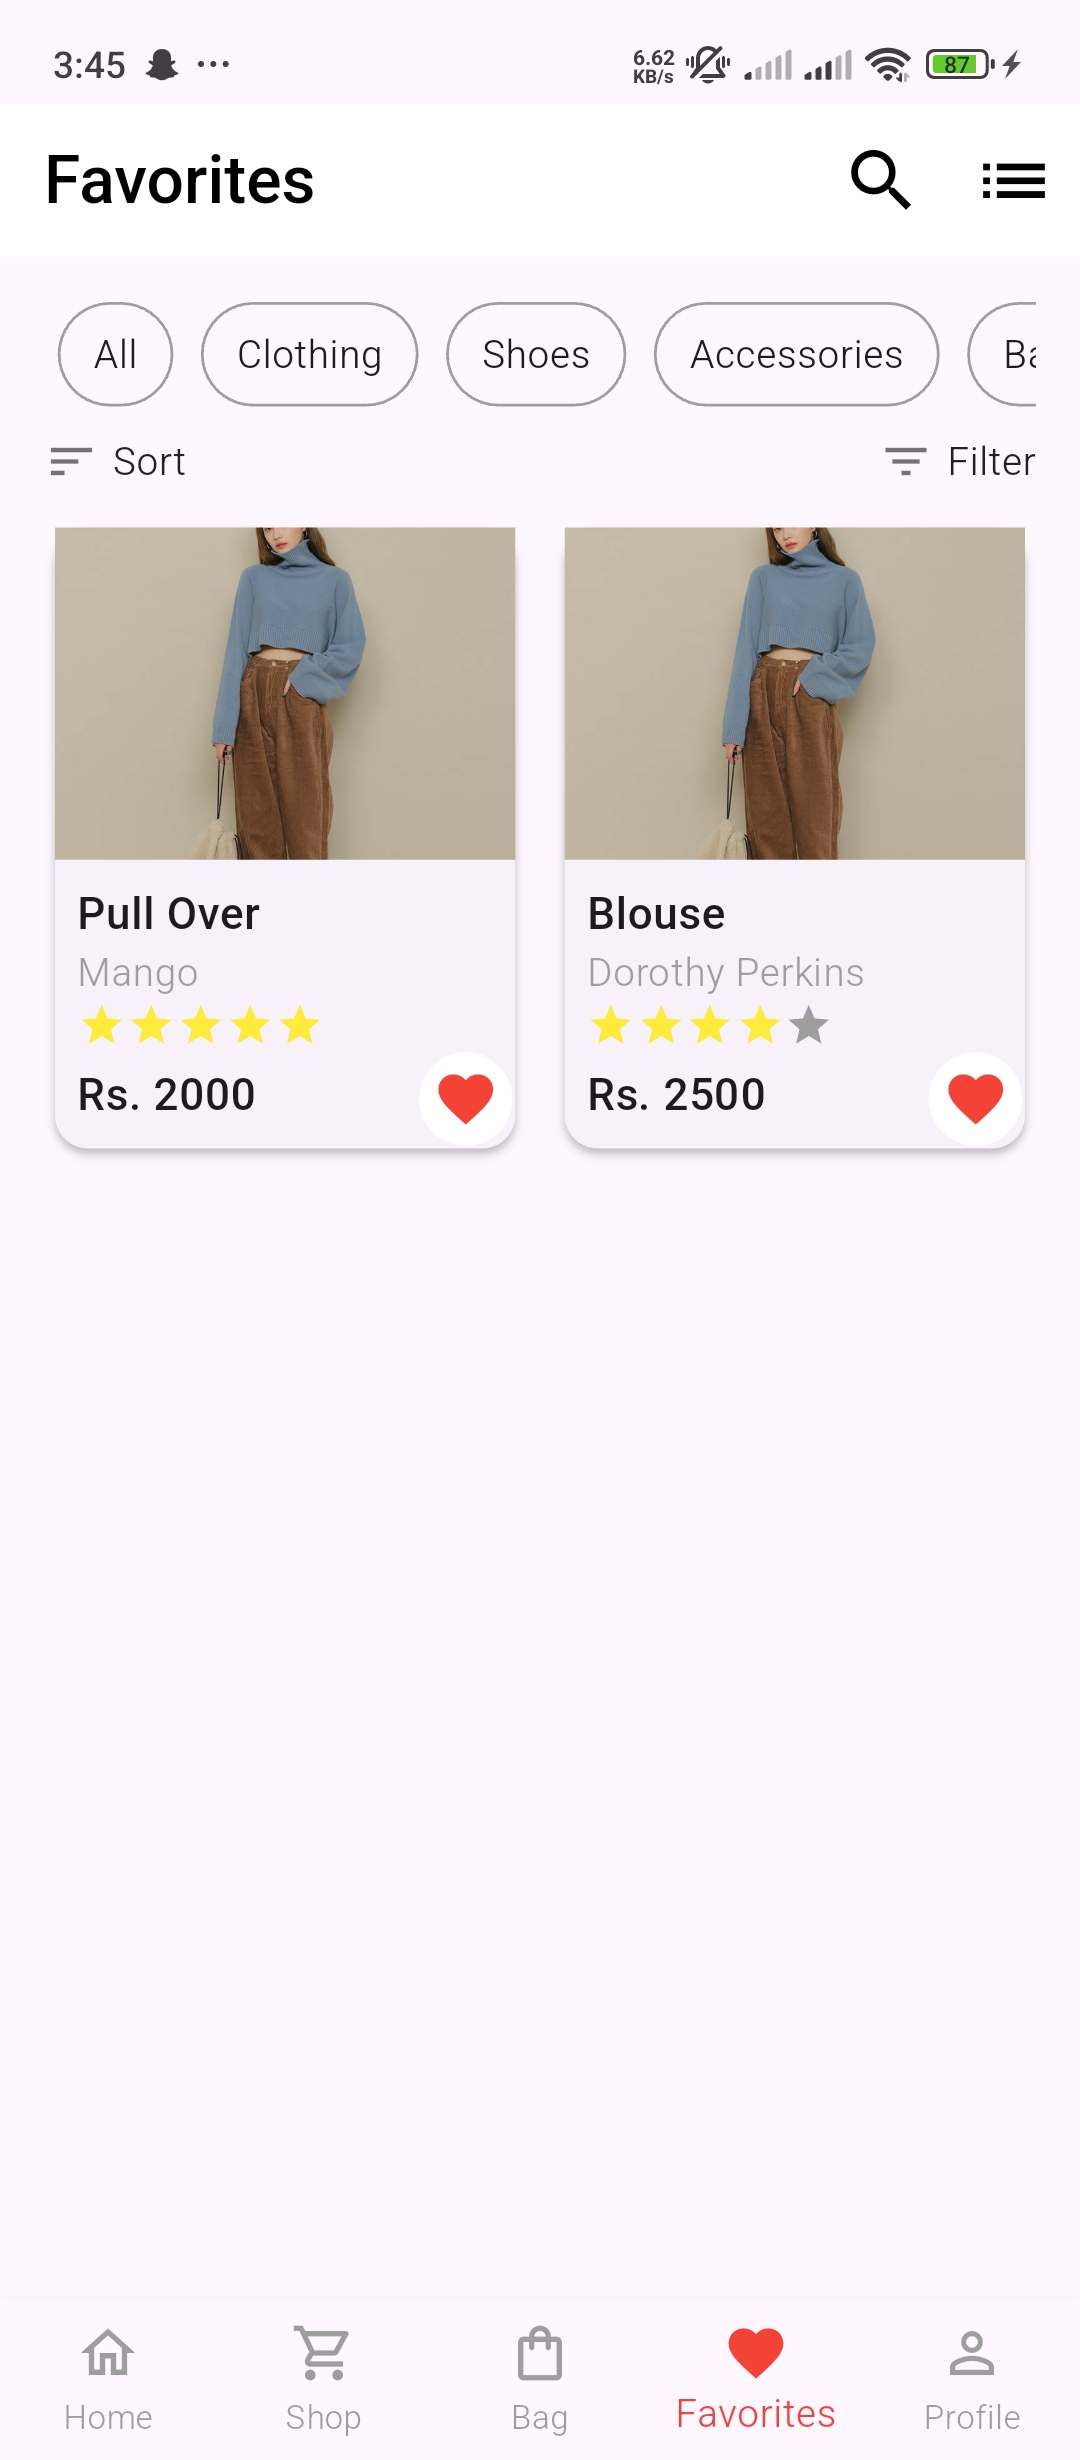 3:45
6.62
KB/s
87
Favorites
All
Clothing
Shoes
Accessories
Sort
Filter
Pull Over
Mango
Rs. 2000
Blouse
Dorothy Perkins
Rs. 2500
Home
Shop
Bag
Favorites
Profile